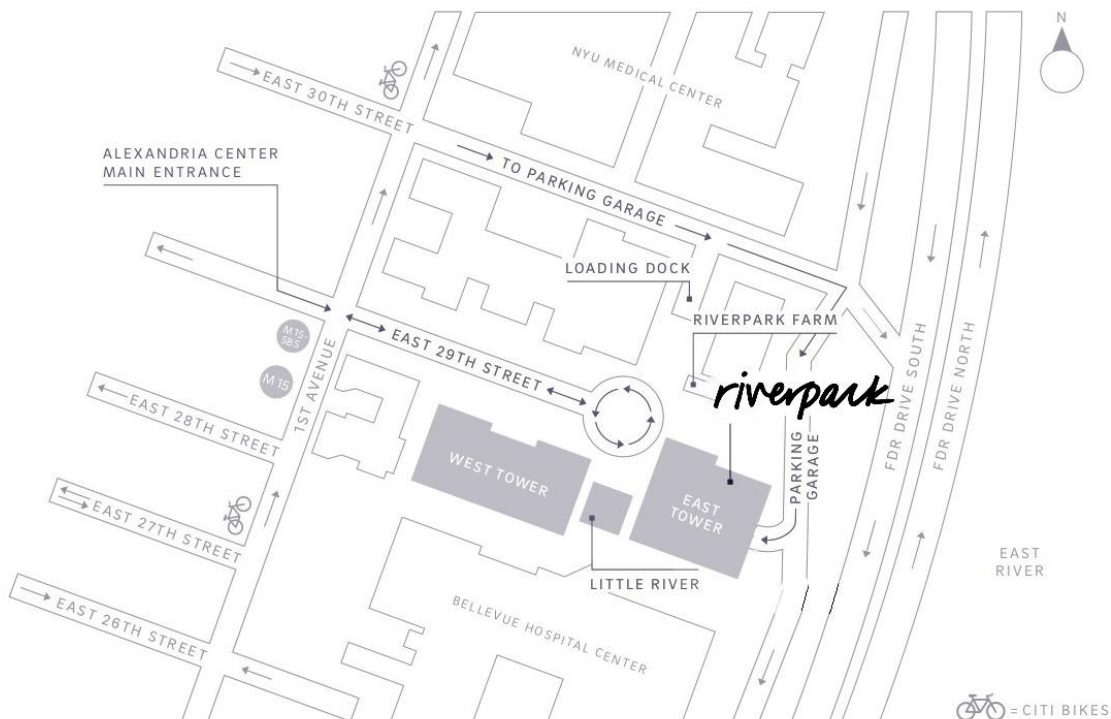 N
NYU MEDICAL
CENTER
EAST 30TH STREET
ALEXANDRIA CENTER
MAIN ENTRANCE
TO PARKING GARAGE
LOADING DOCK
RIVERPARK FARM
M15-
SBS
EAST 29TH STREET
M15
1ST AVENUE
riverpark
FDR DRIVE SOUTH
FDR DRIVE NORTH
EAST 28TH STREET
WEST TOWER
PARKING
GARAGE
EAST
TOWER
EAST 27TH STREET
EAST
RIVER
LITTLE RIVER
EAST 26TH STREET
BELLEVUE HOSPITAL CENTER
= CITI BIKES